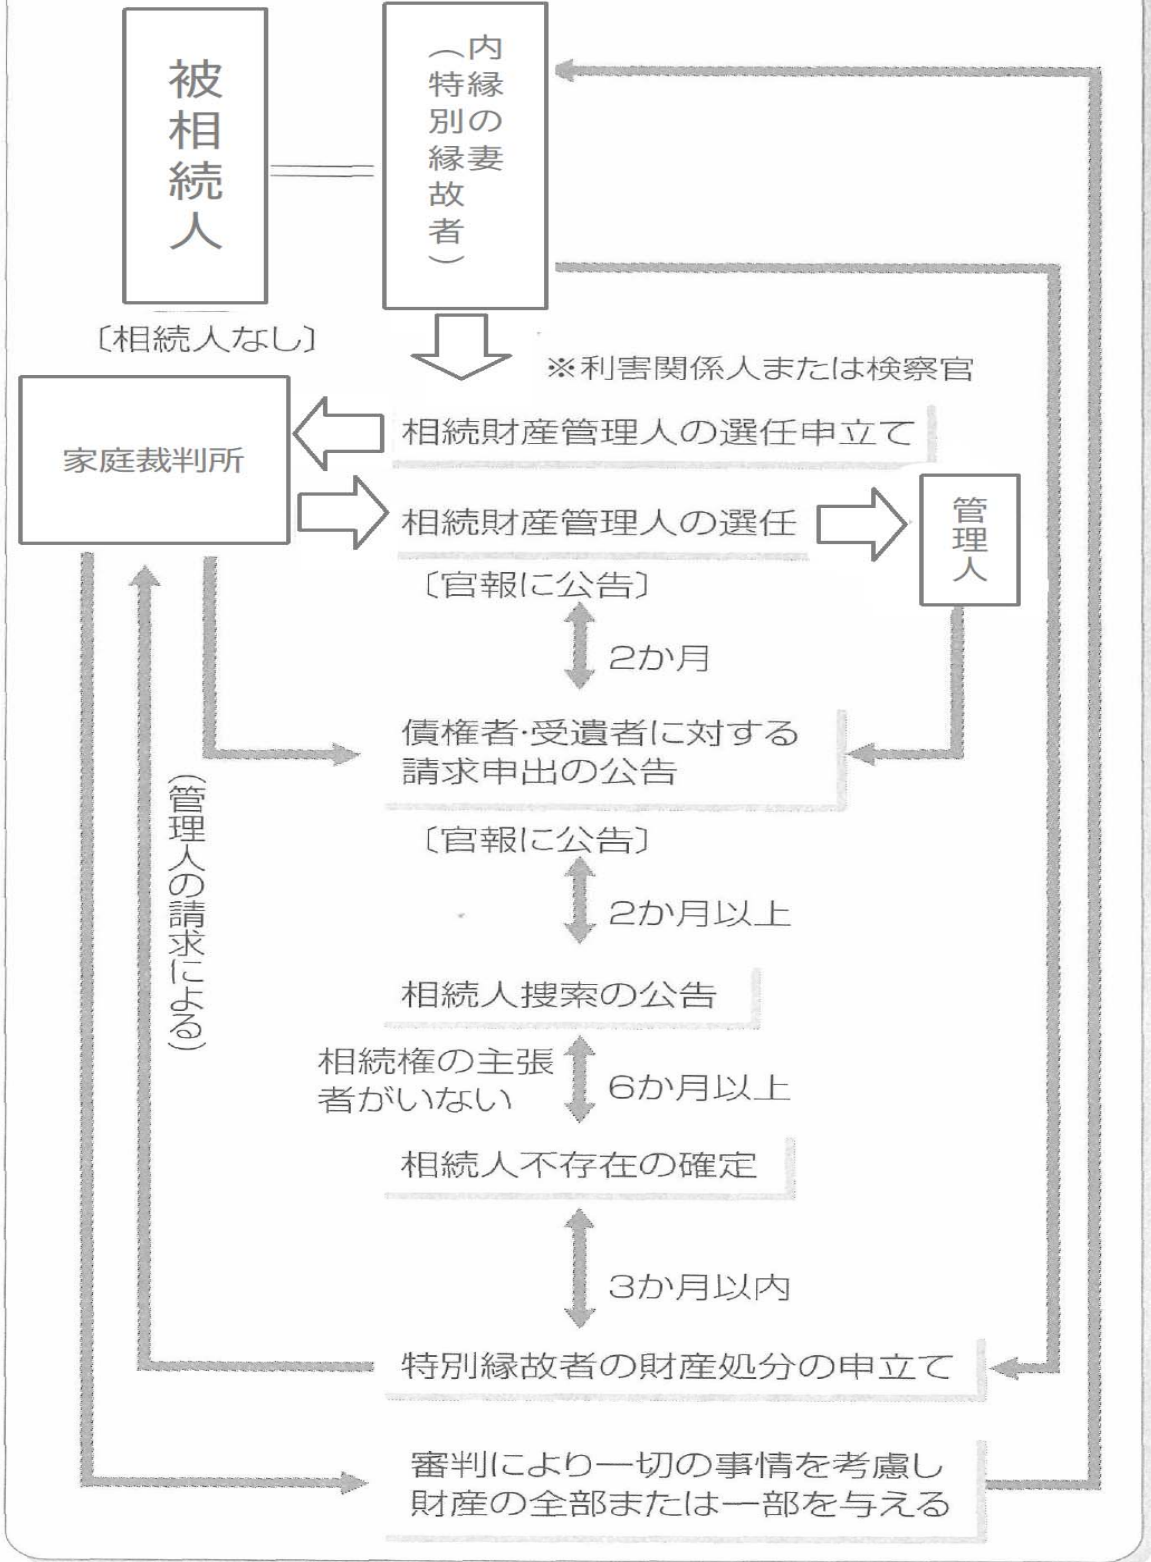 被相続人
内縁の妻
（特別縁故者）
〔相続人なし〕
※利害関係人または検察官
家庭裁判所
相続財産管理人の選任申立て
相続財産管理人の選任
管理人
〔官報に公告〕
2か月
債権者・受遺者に対する
請求申出の公告
〔官報に公告〕
2か月以上
（管理人の請求による）
相続人捜索の公告
相続権の主張
者がいない
6か月以上
相続人不存在の確定
3か月以内
特別縁故者の財産処分の申立て
審判により一切の事情を考慮し
財産の全部または一部を与える